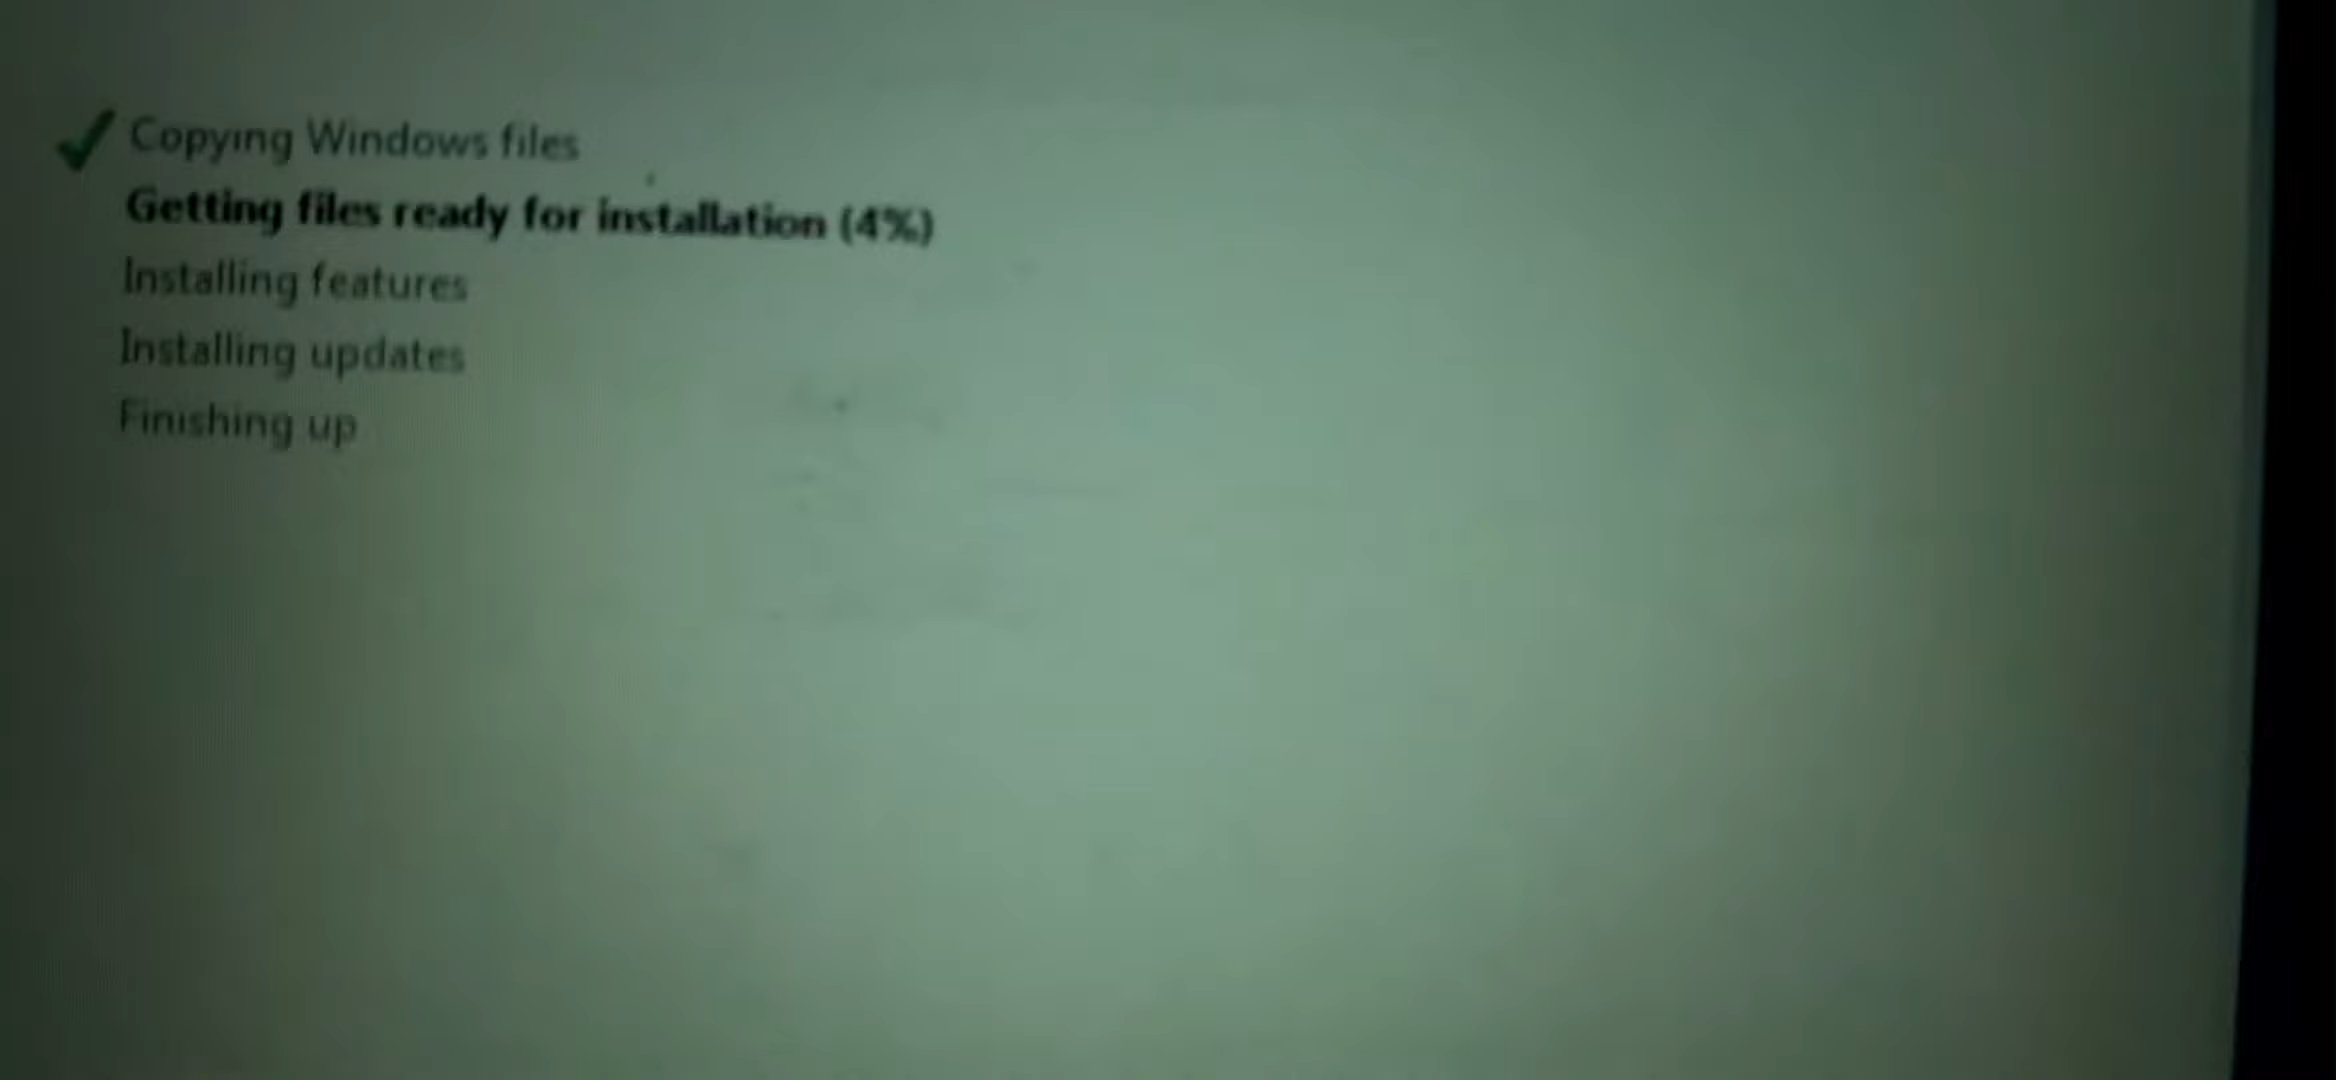 Copying Windows files
Getting files ready for installation (4%)
Installing features
Installing updates
Finishing up